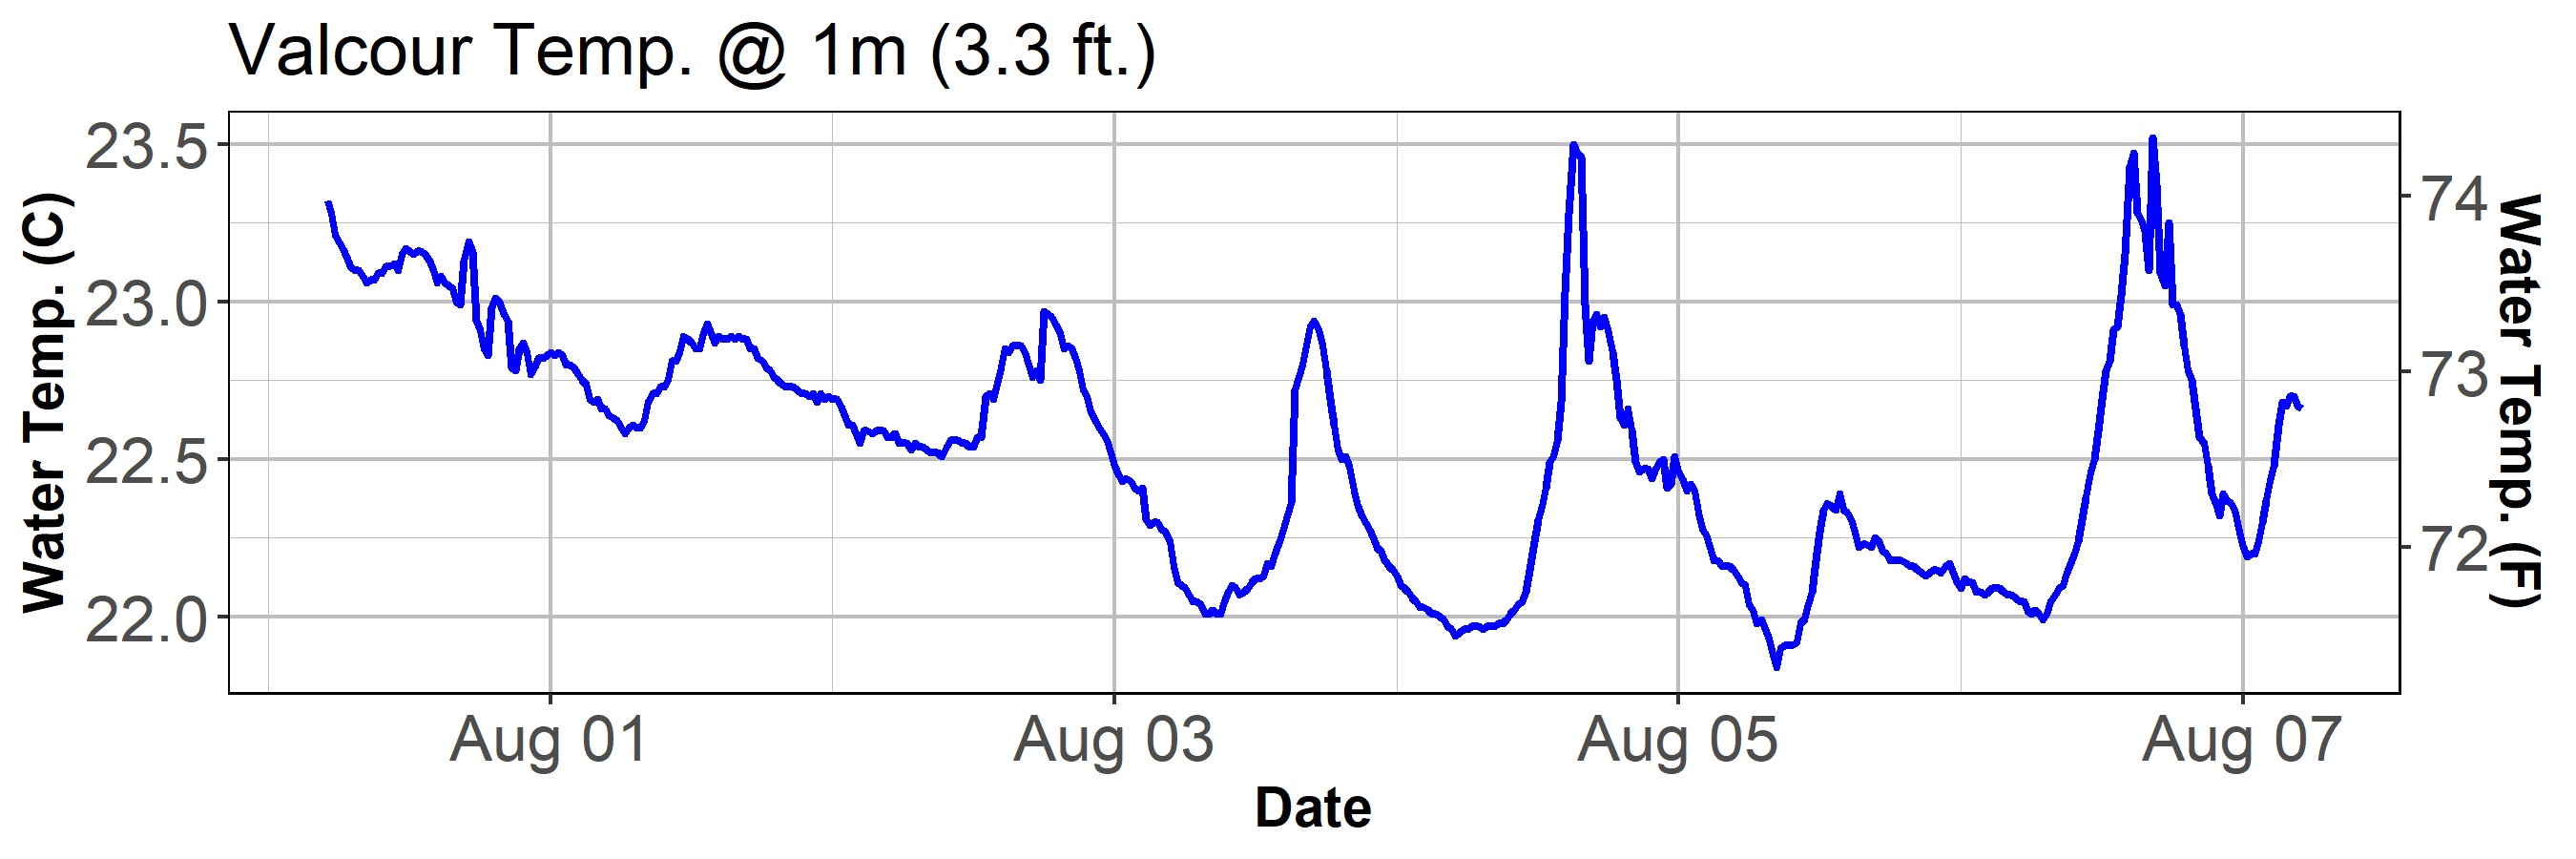 Valcour Temp. @ 1m (3.3 ft.)
Water Temp. (C)
23.5
23.0
22.5
22.0
74
73
72
Water Temp. (F)
Aug 01
Aug 03
Aug 05
Aug 07
Date